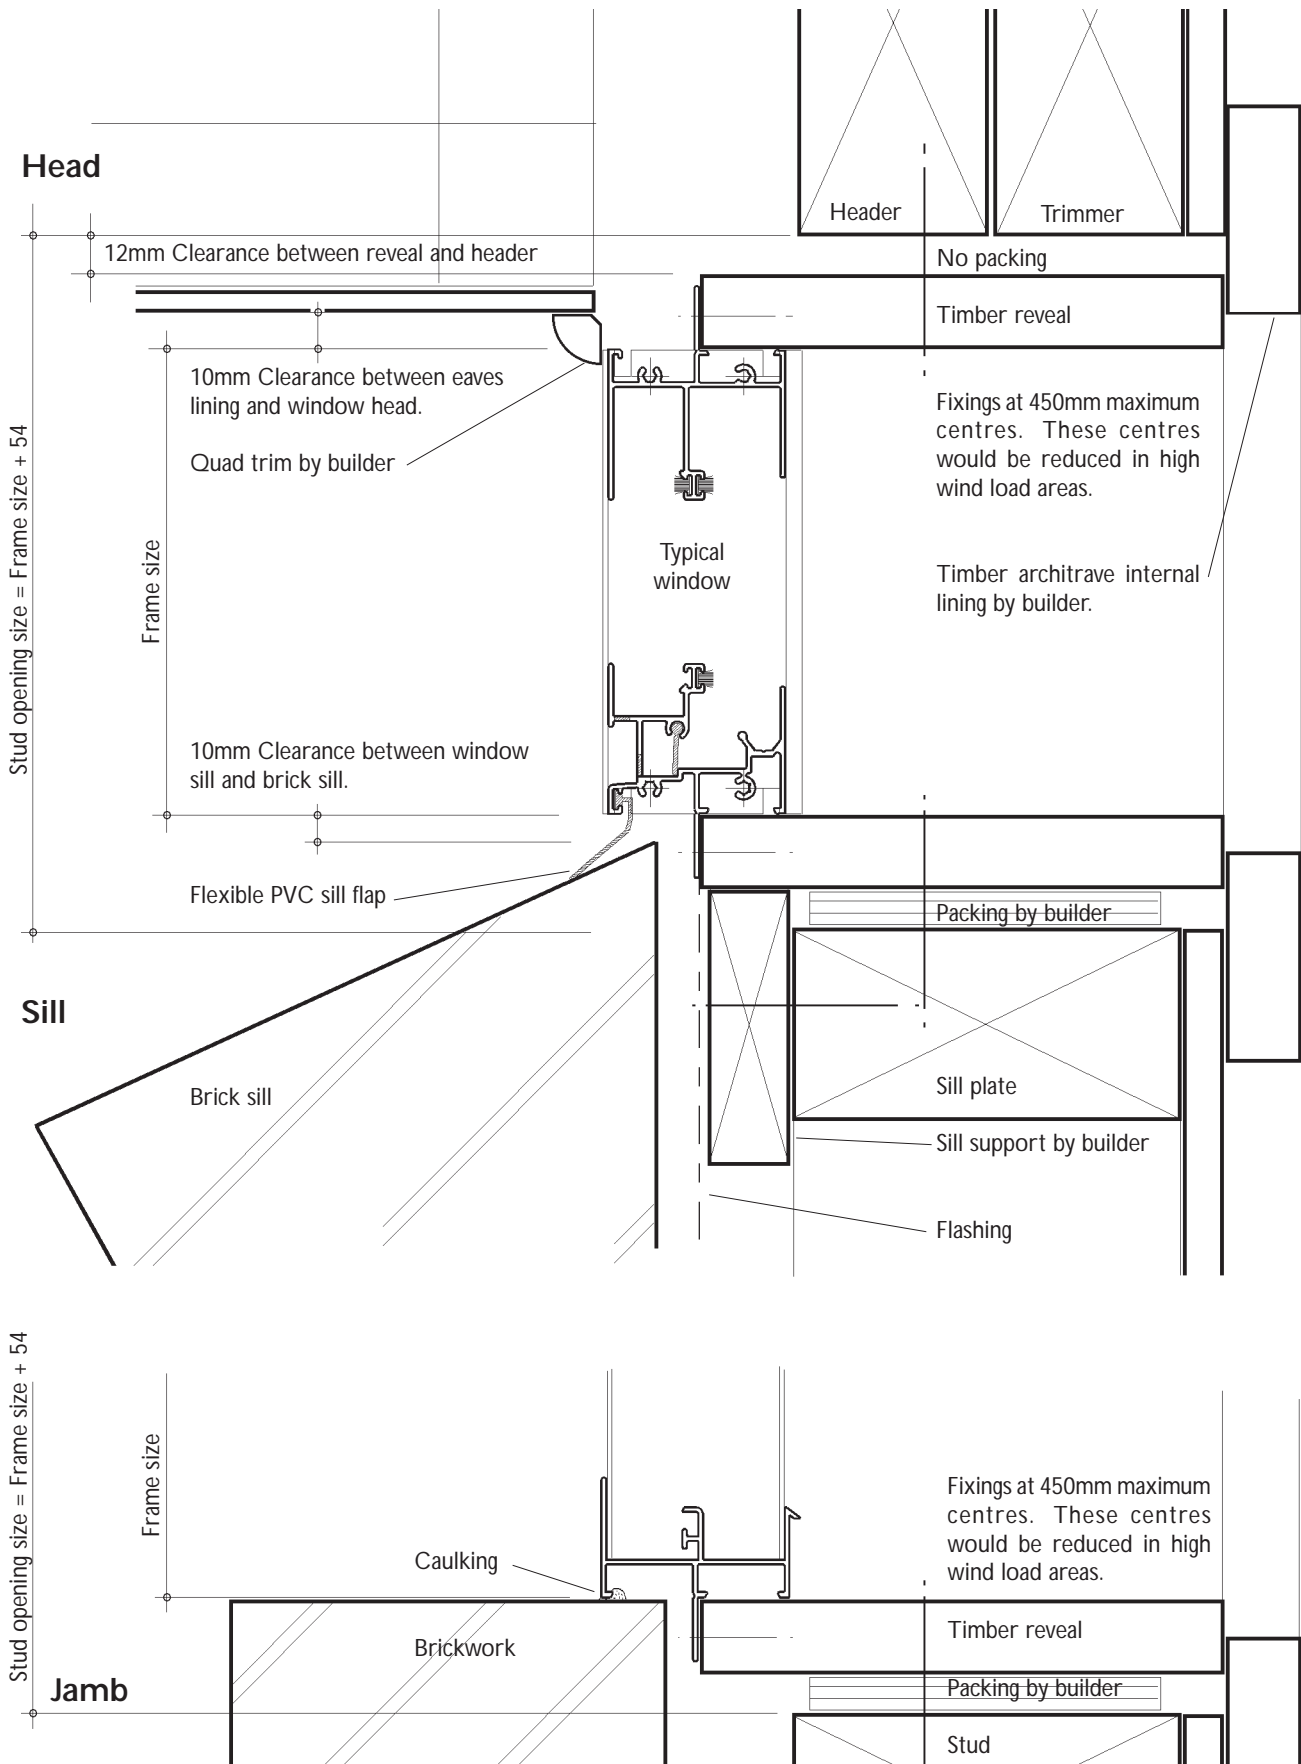 Head
Header
Trimmer
12mm Clearance between reveal and header
No packing
Timber reveal
10mm Clearance between eaves
lining and window head.
Quad trim by builder
Fixings at 450mm maximum
centres. These centres
would be reduced in high
wind load areas.
Stud opening size = Frame size + 54
Frame size
Typical
window
Timber architrave internal
lining by builder.
10mm Clearance between window
sill and brick sill.
Flexible PVC sill flap
Packing by builder
Sill
Brick sill
Sill plate
Sill support by builder
Flashing
Stud opening size = Frame size + 54
Frame size
Fixings at 450mm maximum
centres. These centres
would be reduced in high
wind load areas.
Caulking
Timber reveal
Brickwork
Packing by builder
Jamb
Stud